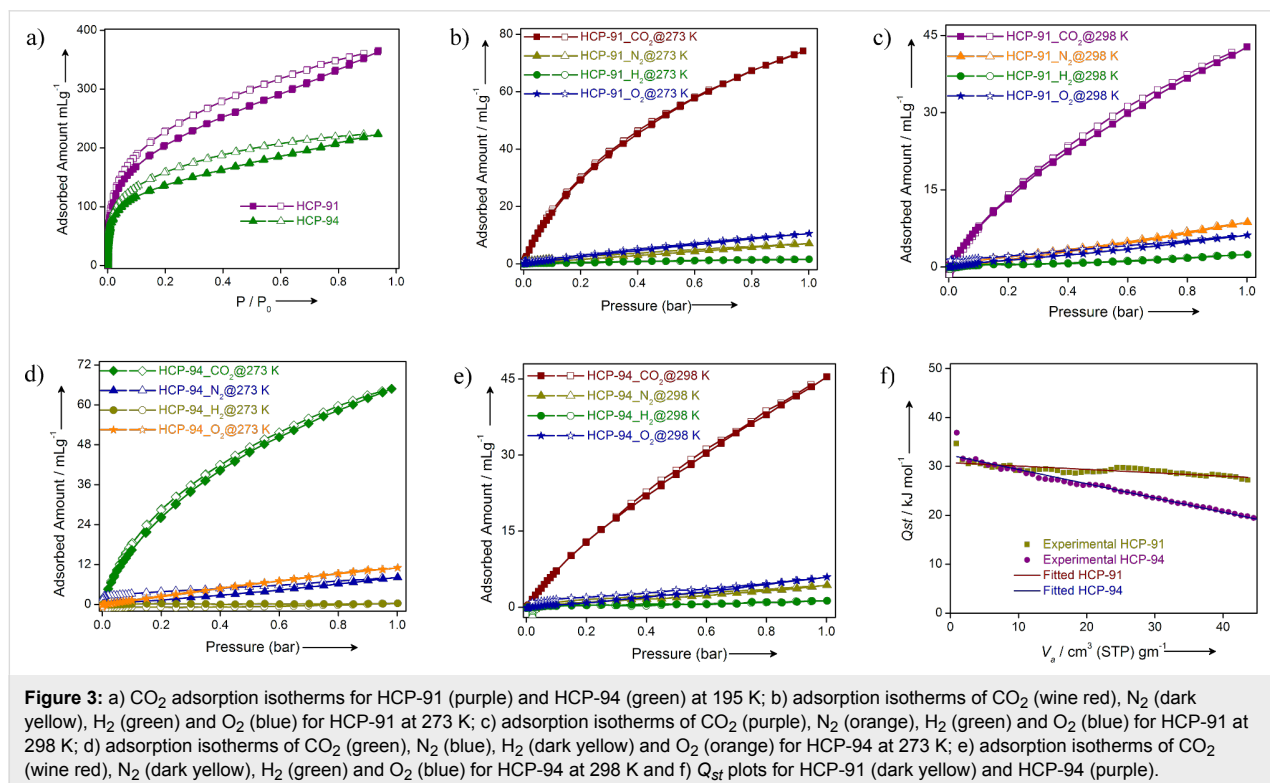 a)
400
300
200
100
0
Adsorbed Amount mLg⁻¹
HCP-91
HCP-94
0.0 0.2 0.4 0.6 0.8 1.0
P / P₀
b)
80
60
40
20
0
Adsorbed Amount / mLg⁻¹
HCP-91_CO₂@273 K
HCP-91_N₂@273 K
HCP-91_H₂@273 K
HCP-91_O₂@273 K
0.0 0.2 0.4 0.6 0.8 1.0
Pressure (bar)
c)
45
30
15
0
Adsorbed Amount / mLg⁻¹
HCP-91_CO₂@298 K
HCP-91_N₂@298 K
HCP-91_H₂@298 K
HCP-91_O₂@298 K
0.0 0.2 0.4 0.6 0.8 1.0
Pressure (bar)
d)
72
60
48
36
24
12
0
Adsorbed Amount / mLg⁻¹
HCP-94_CO₂@273 K
HCP-94_N₂@273 K
HCP-94_H₂@273 K
HCP-94_O₂@273 K
0.0 0.2 0.4 0.6 0.8 1.0
Pressure (bar)
e)
45
30
15
0
Adsorbed Amount / mLg⁻¹
HCP-94_CO₂@298 K
HCP-94_N₂@298 K
HCP-94_H₂@298 K
HCP-94_O₂@298 K
0.0 0.2 0.4 0.6 0.8 1.0
Pressure (bar)
f)
50
40
30
20
10
0
Qst / kJ mol⁻¹
Experimental HCP-91
Experimental HCP-94
Fitted HCP-91
Fitted HCP-94
0 10 20 30 40
Vₐ / cm³ (STP) gm⁻¹
Figure 3: a) CO₂ adsorption isotherms for HCP-91 (purple) and HCP-94 (green) at 195 K; b) adsorption isotherms of CO₂ (wine red), N₂ (dark
yellow), H₂ (green) and O₂ (blue) for HCP-91 at 273 K; c) adsorption isotherms of CO₂ (purple), N₂ (orange), H₂ (green) and O₂ (blue) for HCP-91 at
298 K; d) adsorption isotherms of CO₂ (green), N₂ (blue), H₂ (dark yellow) and O₂ (orange) for HCP-94 at 273 K; e) adsorption isotherms of CO₂
(wine red), N₂ (dark yellow), H₂ (green) and O₂ (blue) for HCP-94 at 298 K and f) Qst plots for HCP-91 (dark yellow) and HCP-94 (purple).